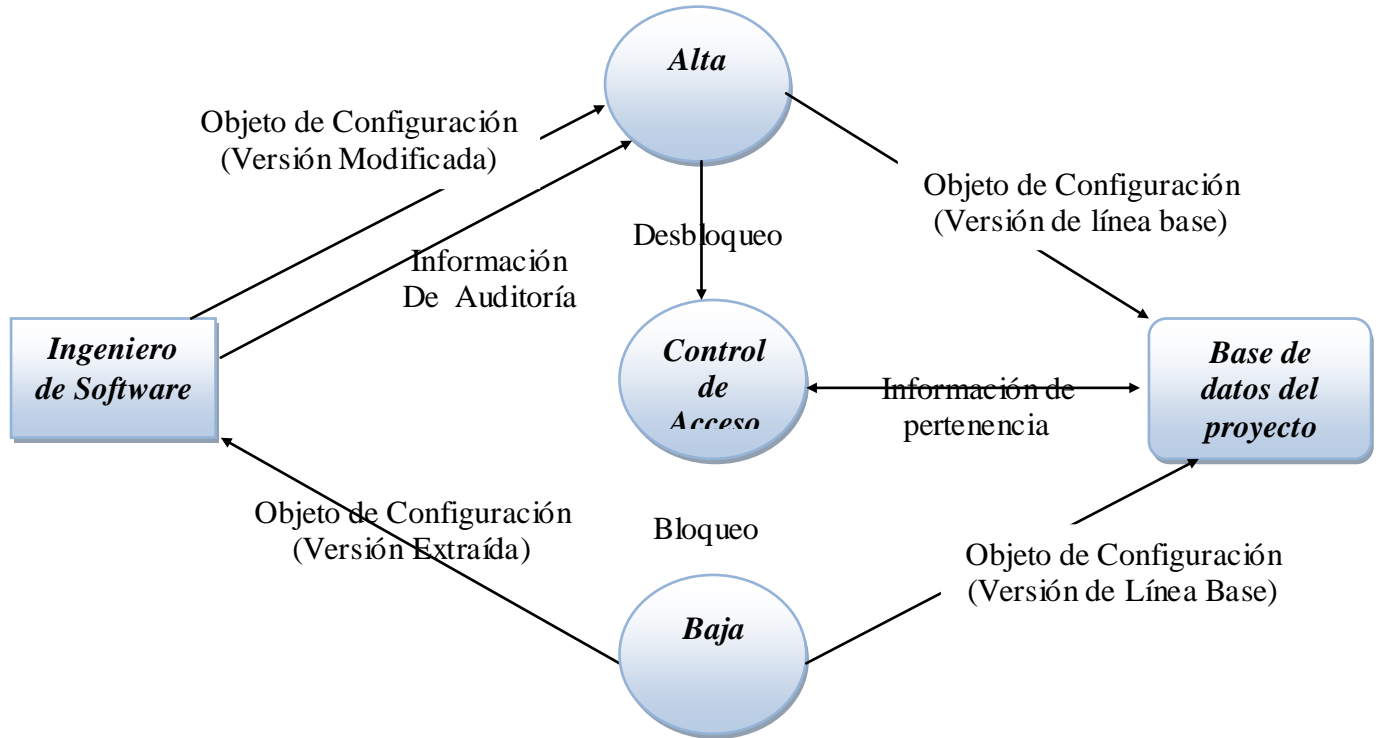 Alta
Objeto de Configuración
(Versión Modificada)
Objeto de Configuración
(Versión de línea base)
Desbloqueo
Información
De Auditoría
Ingeniero
de Software
Control
de
Acceso
Información de
pertenencia
Base de
datos del
proyecto
Objeto de Configuración
(Versión Extraída)
Bloqueo
Objeto de Configuración
(Versión de Línea Base)
Baja